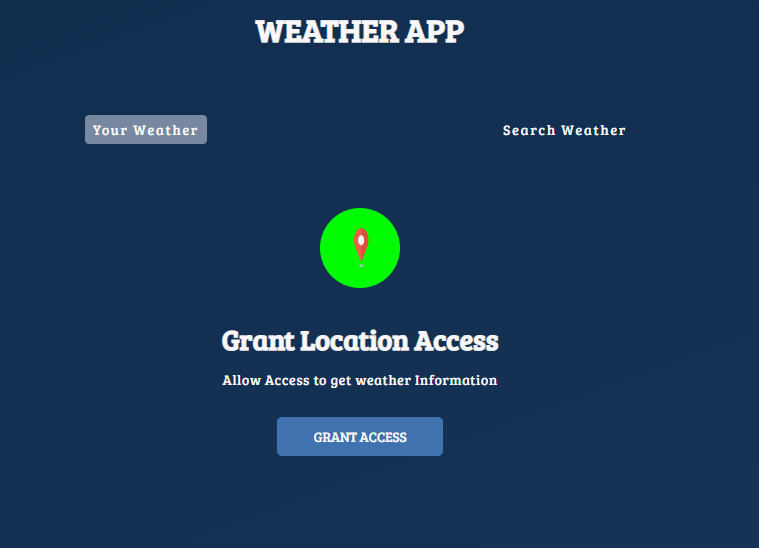 WEATHER APP
Your Weather
Search Weather
Grant Location Access
Allow Access to get weather Information
GRANT ACCESS